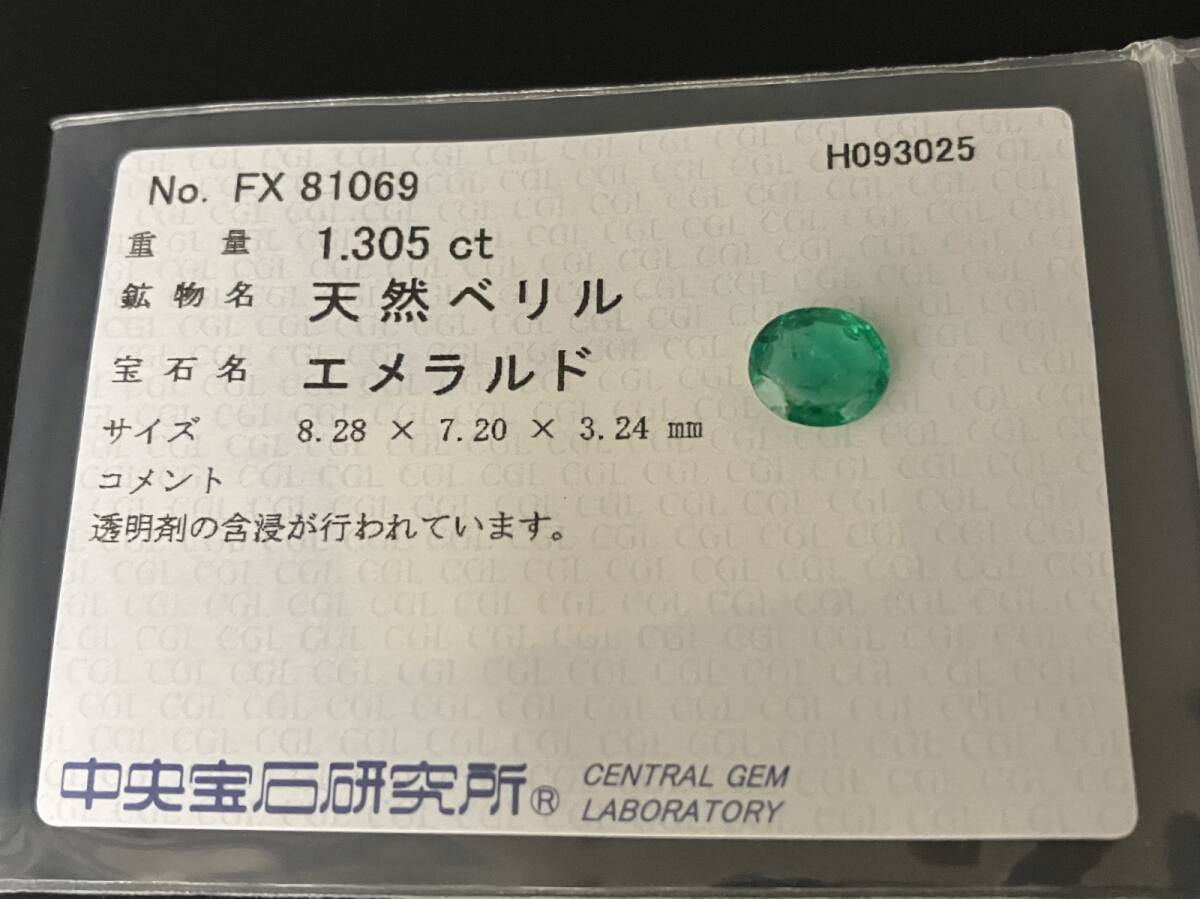 H093025
No. FX 81069
重量 1.305 ct
鉱物名 天然ベリル
宝石名 エメラルド
サイズ 8.28 × 7.20 × 3.24 ㎜
コメント
透明剤の含浸が行われています。
中央宝石研究所® CENTRAL GEM
LABORATORY